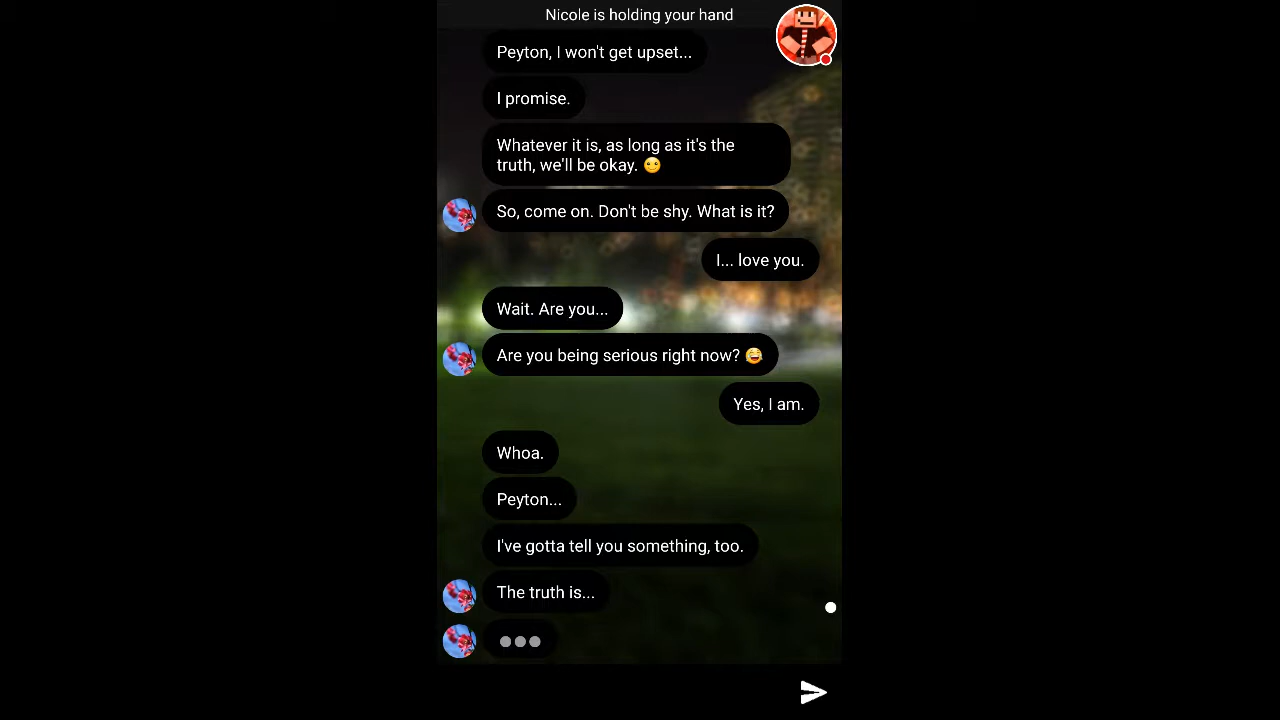 Nicole is holding your hand
Peyton, I won't get upset...
I promise.
Whatever it is, as long as it's the
truth, we'll be okay. 🙂
So, come on. Don't be shy. What is it?
I... love you.
Wait. Are you...
Are you being serious right now? 😂
Yes, I am.
Whoa.
Peyton...
I've gotta tell you something, too.
The truth is...